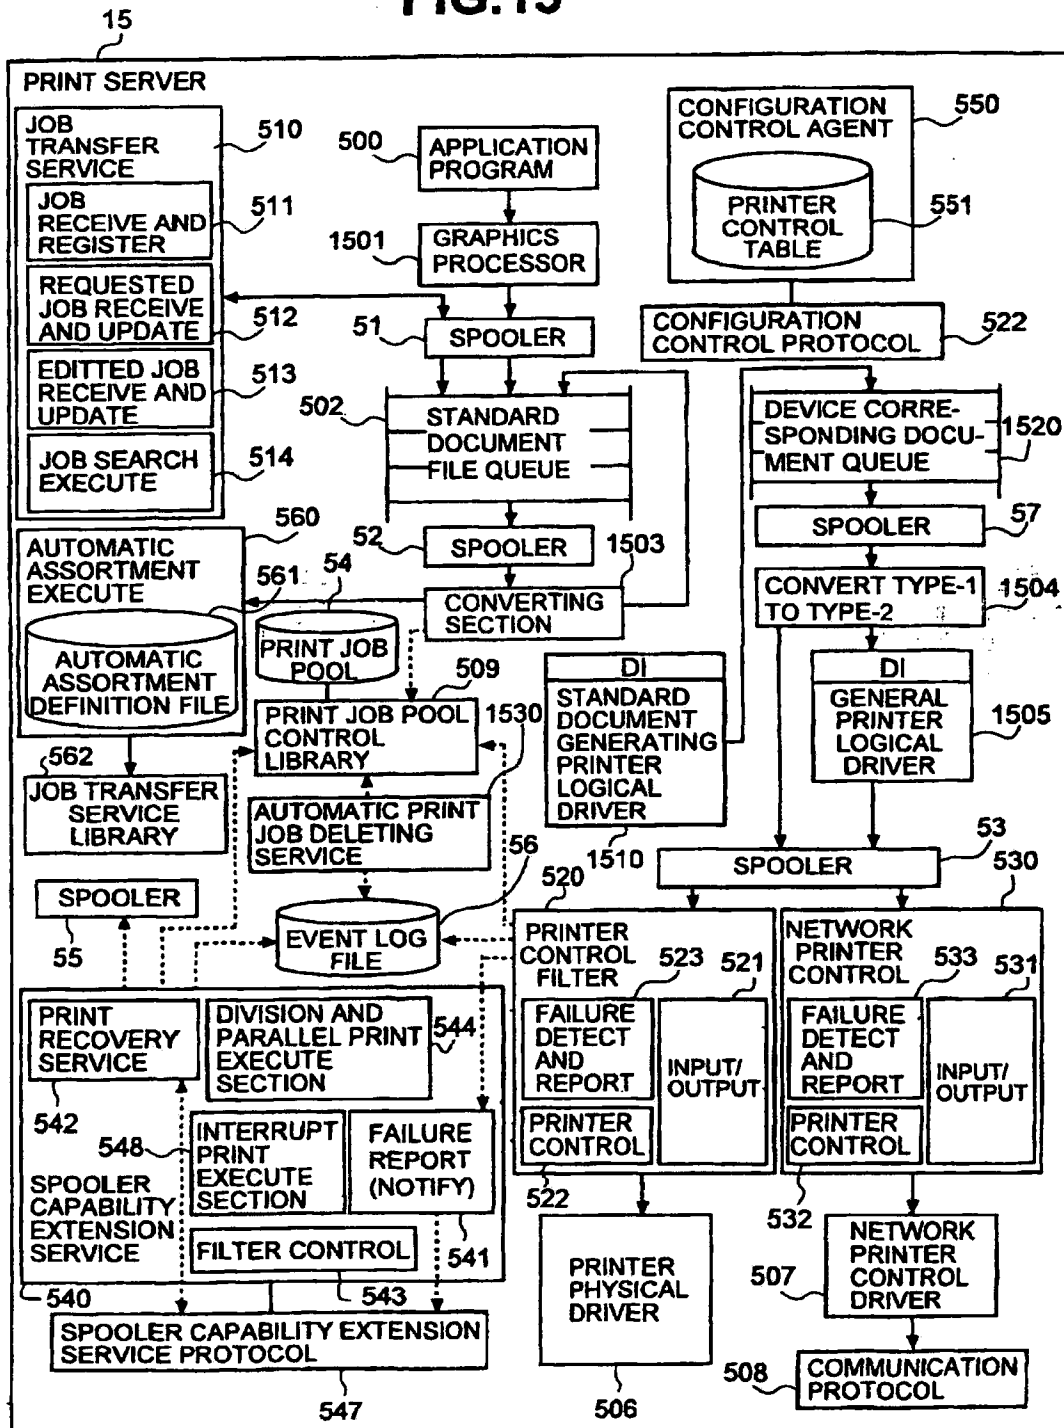 FIG.15
15
PRINT SERVER
JOB
TRANSFER
SERVICE
510
JOB
RECEIVE AND
REGISTER
511
REQUESTED
JOB RECEIVE
AND UPDATE
512
EDITTED JOB
RECEIVE AND
UPDATE
513
JOB SEARCH
EXECUTE
514
500
APPLICATION
PROGRAM
1501
GRAPHICS
PROCESSOR
51
SPOOLER
502
STANDARD
DOCUMENT
FILE QUEUE
52
SPOOLER
1503
CONVERTING
SECTION
CONFIGURATION
CONTROL AGENT
550
PRINTER
CONTROL
TABLE
551
CONFIGURATION
CONTROL PROTOCOL
522
DEVICE CORRE-
SPONDING DOCU-
MENT QUEUE
1520
SPOOLER
57
CONVERT TYPE-1
TO TYPE-2
1504
DI
GENERAL
PRINTER
LOGICAL
DRIVER
1505
560
AUTOMATIC
ASSORTMENT
EXECUTE
561
AUTOMATIC
ASSORTMENT
DEFINITION FILE
562
JOB TRANSFER
SERVICE
LIBRARY
54
PRINT JOB
POOL
509
PRINT JOB POOL
CONTROL
LIBRARY
1530
AUTOMATIC PRINT
JOB DELETING
SERVICE
56
EVENT LOG
FILE
DI
STANDARD
DOCUMENT
GENERATING
PRINTER
LOGICAL
DRIVER
1510
SPOOLER
53
SPOOLER
55
520
PRINTER
CONTROL
FILTER
523
521
FAILURE
DETECT
AND
REPORT
INPUT/
OUTPUT
PRINTER
CONTROL
522
530
NETWORK
PRINTER
CONTROL
533
531
FAILURE
DETECT
AND
REPORT
INPUT/
OUTPUT
PRINTER
CONTROL
532
PRINT
RECOVERY
SERVICE
542
DIVISION AND
PARALLEL PRINT
EXECUTE
SECTION
544
548
INTERRUPT
PRINT
EXECUTE
SECTION
FAILURE
REPORT
(NOTIFY)
541
SPOOLER
CAPABILITY
EXTENSION
SERVICE
FILTER CONTROL
543
540
SPOOLER CAPABILITY EXTENSION
SERVICE PROTOCOL
547
PRINTER
PHYSICAL
DRIVER
506
507
NETWORK
PRINTER
CONTROL
DRIVER
508
COMMUNICATION
PROTOCOL